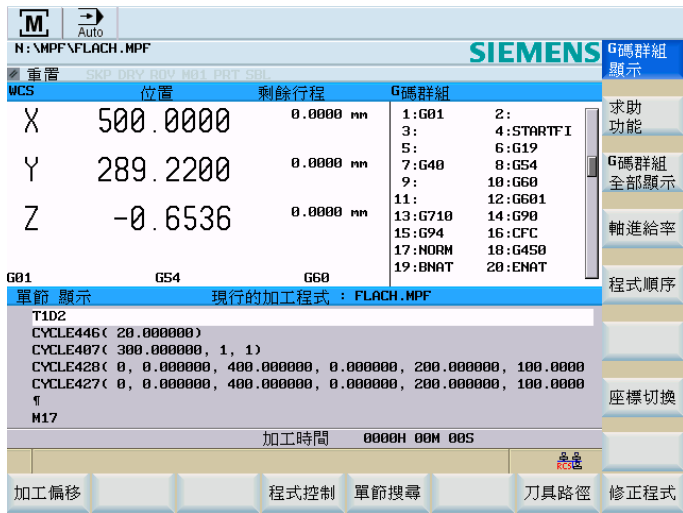 M
Auto
N:\MPF\FLACH.MPF
SIEMENS
重置 SKP DRY ROV M01 PRT SBL
WCS 位置 剩餘行程 G碼群組
X 500.0000 0.0000 mm
Y 289.2200 0.0000 mm
Z -0.6536 0.0000 mm
1:G01 2:
3: 4:STARTFI
5: 6:G19
7:G40 8:G54
9: 10:G60
11: 12:G601
13:G710 14:G90
15:G94 16:CFC
17:NORM 18:G450
19:BNAT 20:ENAT
G01 G54 G60
單節 顯示 現行的加工程式 : FLACH.MPF
T1D2
CYCLE446( 20.000000)
CYCLE407( 300.000000, 1, 1)
CYCLE428( 0, 0.000000, 400.000000, 0.000000, 200.000000, 100.0000
CYCLE427( 0, 0.000000, 400.000000, 0.000000, 200.000000, 100.0000
¶
M17
加工時間 0000H 00M 00S
RCS
G碼群組
顯示
求助
功能
G碼群組
全部顯示
軸進給率
程式順序
座標切換
加工偏移 程式控制 單節搜尋 刀具路徑 修正程式